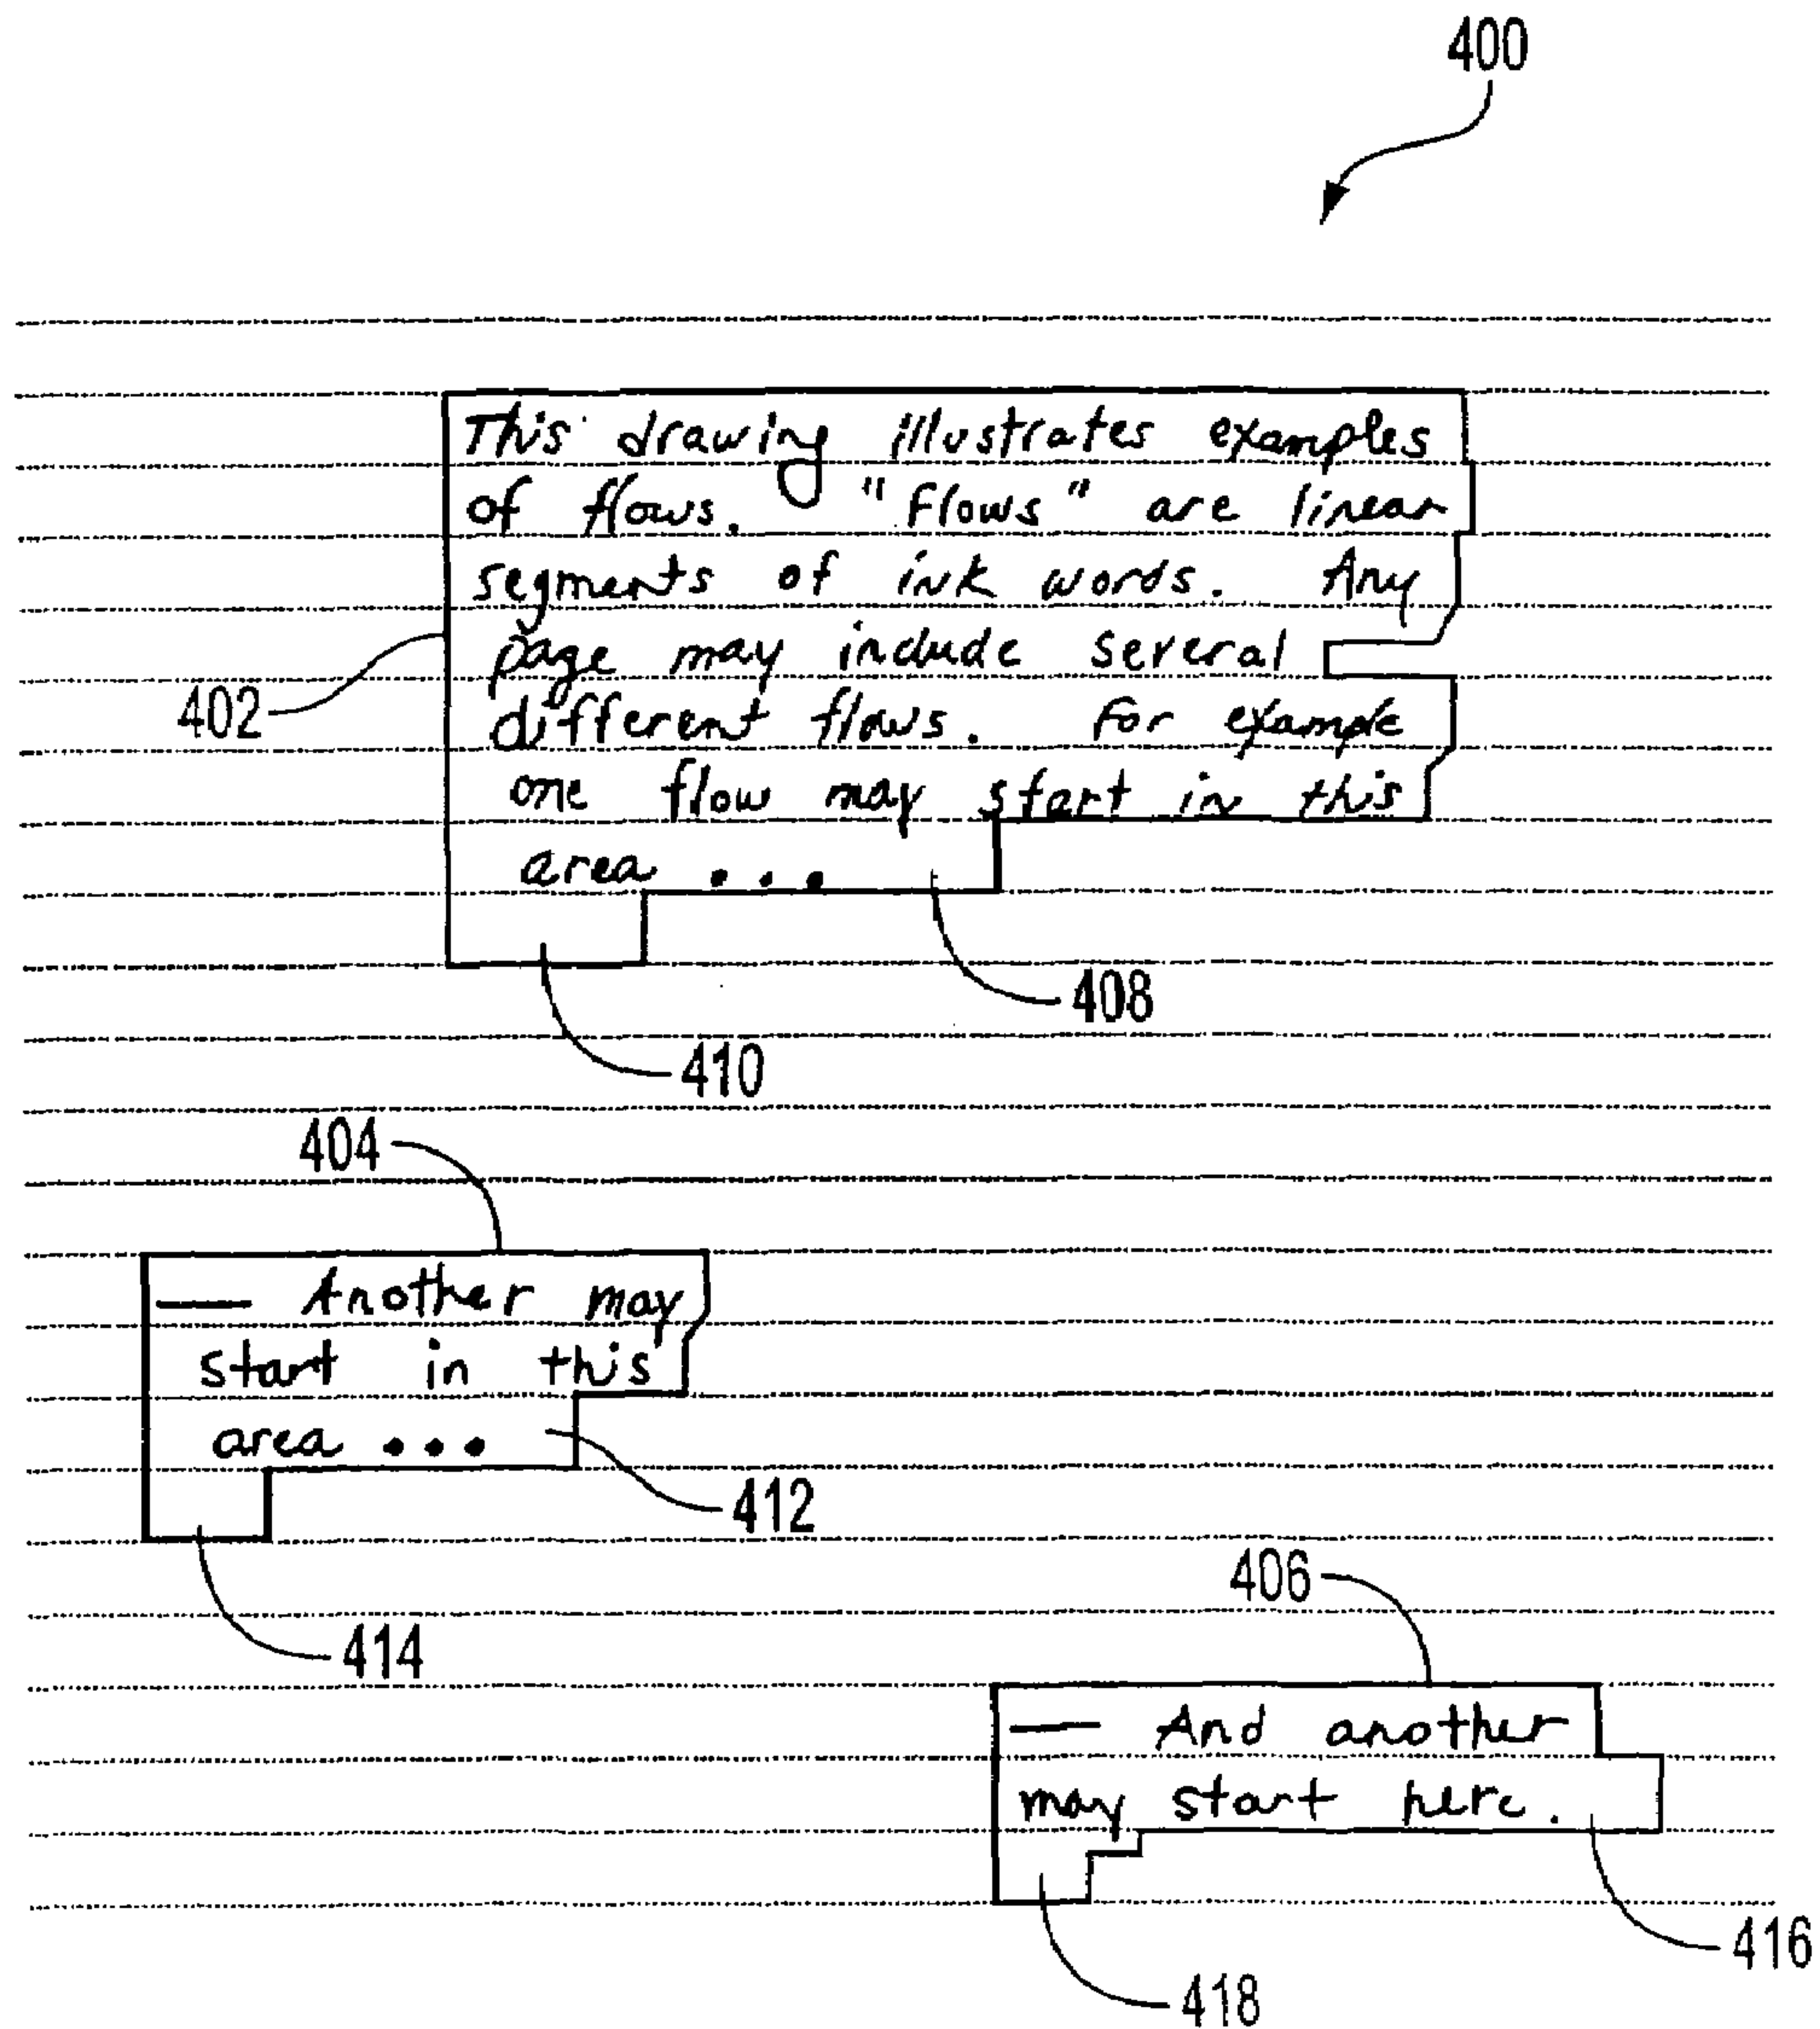 400
This drawing illustrates examples
of flows. "Flows" are linear
segments of ink words. Any
page may include several
402
different flows. For example
one flow may start in this
area ...
408
410
404
— Another may
start in this
area ...
412
406
414
— And another
may start here.
416
418